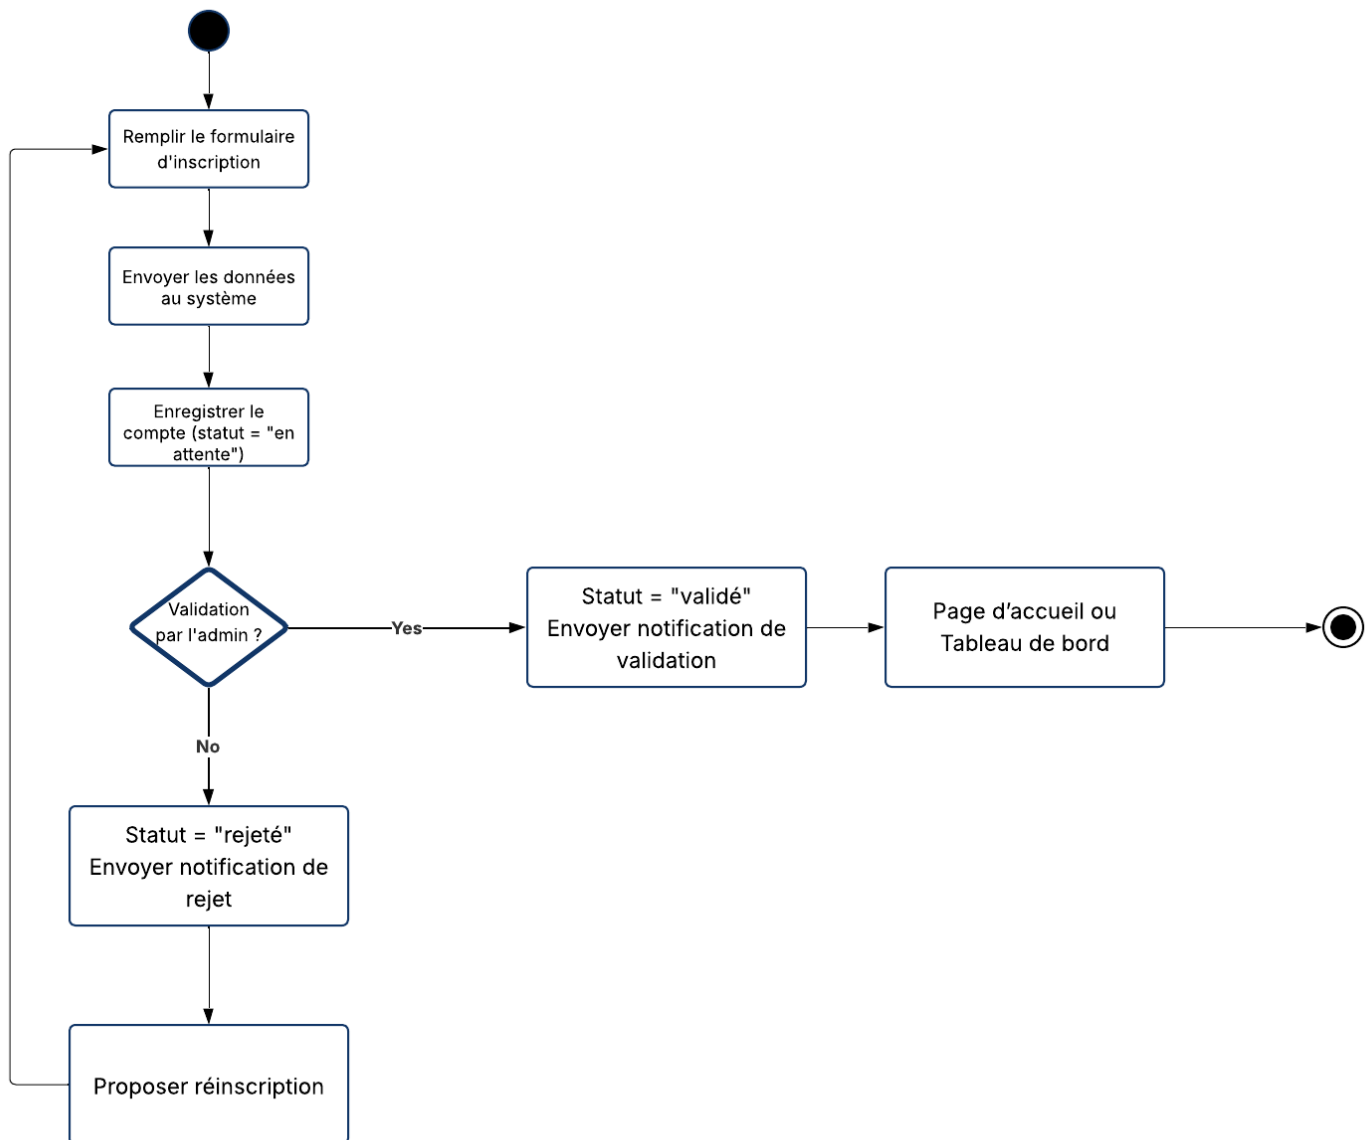 Remplir le formulaire
d'inscription
Envoyer les données
au système
Enregistrer le
compte (statut = "en
attente")
Validation
par l'admin ?
Yes
Statut = "validé"
Envoyer notification de
validation
Page d’accueil ou
Tableau de bord
No
Statut = "rejeté"
Envoyer notification de
rejet
Proposer réinscription